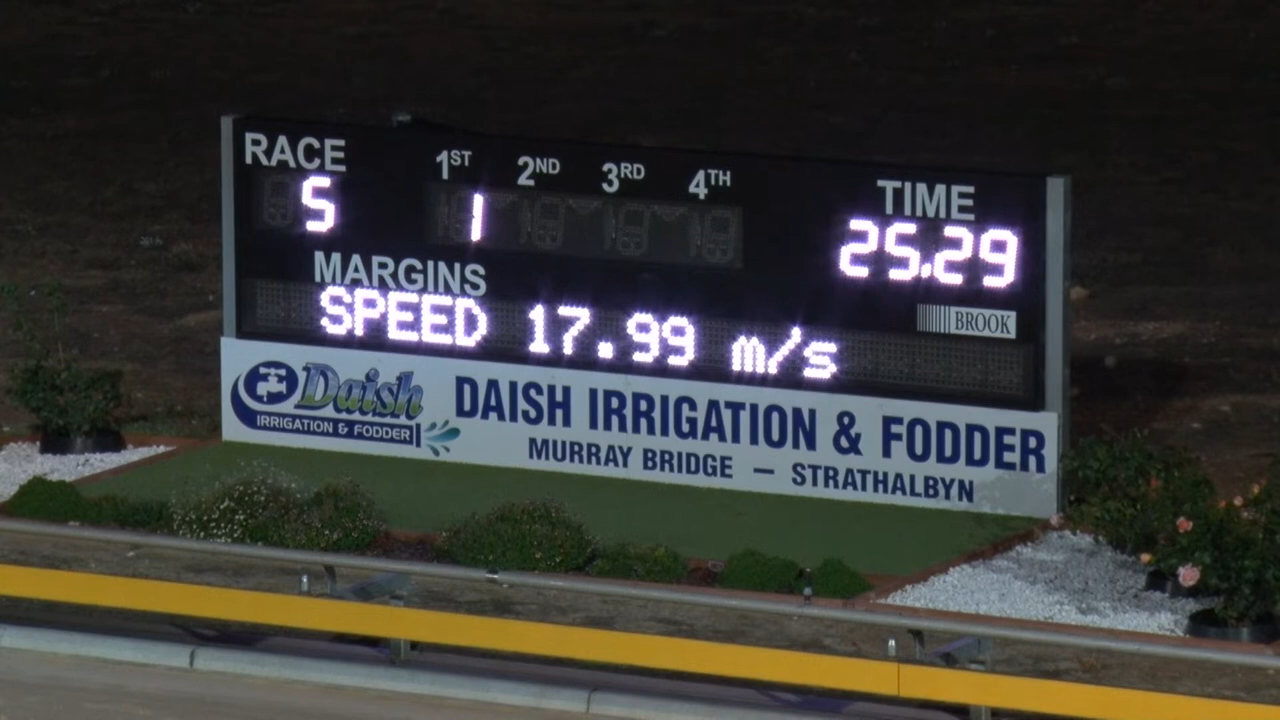 RACE 1ST 2ND 3RD 4TH TIME
5 1 25.29
MARGINS
SPEED 17.99 m/s
BROOK
Daish
IRRIGATION & FODDER
DAISH IRRIGATION & FODDER
MURRAY BRIDGE – STRATHALBYN